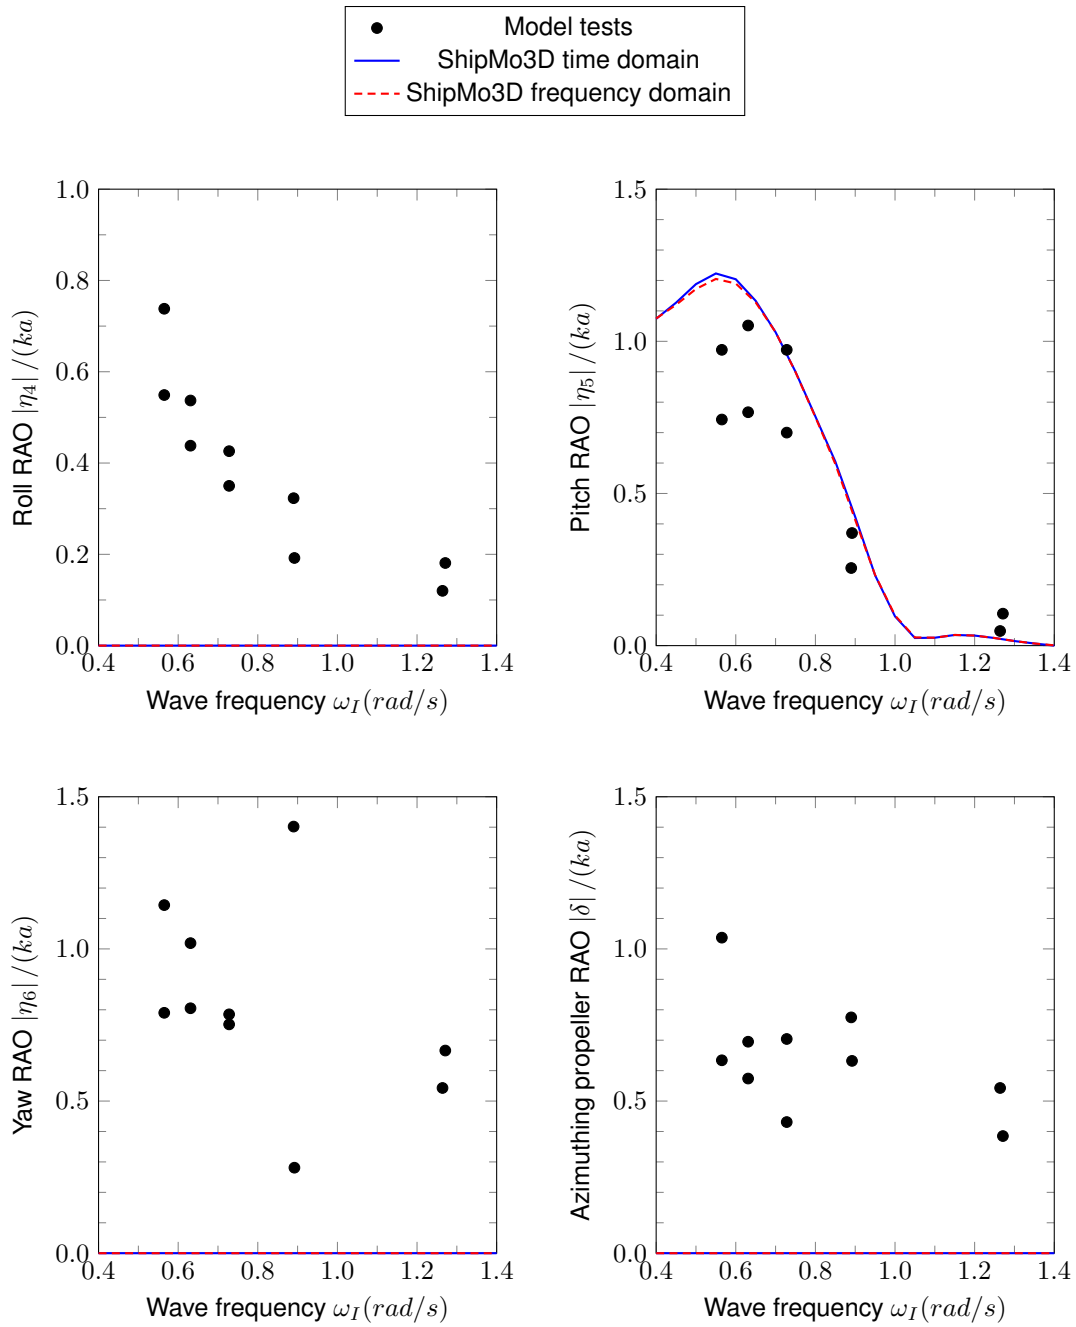 Model tests
ShipMo3D time domain
ShipMo3D frequency domain
1.0
0.8
0.6
0.4
0.2
0.0
0.4 0.6 0.8 1.0 1.2 1.4
Roll RAO |η4|/(ka)
Wave frequency ωI(rad/s)
1.5
1.0
0.5
0.0
0.4 0.6 0.8 1.0 1.2 1.4
Pitch RAO |η5|/(ka)
Wave frequency ωI(rad/s)
1.5
1.0
0.5
0.0
0.4 0.6 0.8 1.0 1.2 1.4
Yaw RAO |η6|/(ka)
Wave frequency ωI(rad/s)
1.5
1.0
0.5
0.0
0.4 0.6 0.8 1.0 1.2 1.4
Azimuthing propeller RAO |δ|/(ka)
Wave frequency ωI(rad/s)